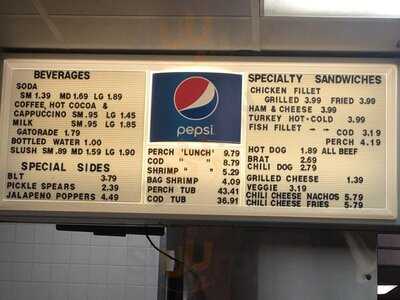 BEVERAGES
SODA
SM 1.39 MD 1.69 LG 1.89
COFFEE, HOT COCOA &
CAPPUCCINO SM .95 LG 1.45
MILK SM .95 LG 1.85
GATORADE 1.79
BOTTLED WATER 1.00
SLUSH SM .89 MD 1.59 LG 1.90
SPECIAL SIDES
BLT 3.79
PICKLE SPEARS 2.39
JALAPENO POPPERS 4.49
pepsi
PERCH 'LUNCH' 9.79
COD " " 8.79
SHRIMP " " 5.29
BAG SHRIMP 4.09
PERCH TUB 43.41
COD TUB 36.91
SPECIALTY SANDWICHES
CHICKEN FILLET
GRILLED 3.99 FRIED 3.99
HAM & CHEESE 3.99
TURKEY HOT-COLD 3.99
FISH FILLET - - COD 3.19
PERCH 4.19
HOT DOG 1.89 ALL BEEF
BRAT 2.69
CHILI DOG 2.79
GRILLED CHEESE 1.39
VEGGIE 3.19
CHILI CHEESE NACHOS 5.79
CHILI CHEESE FRIES 5.79